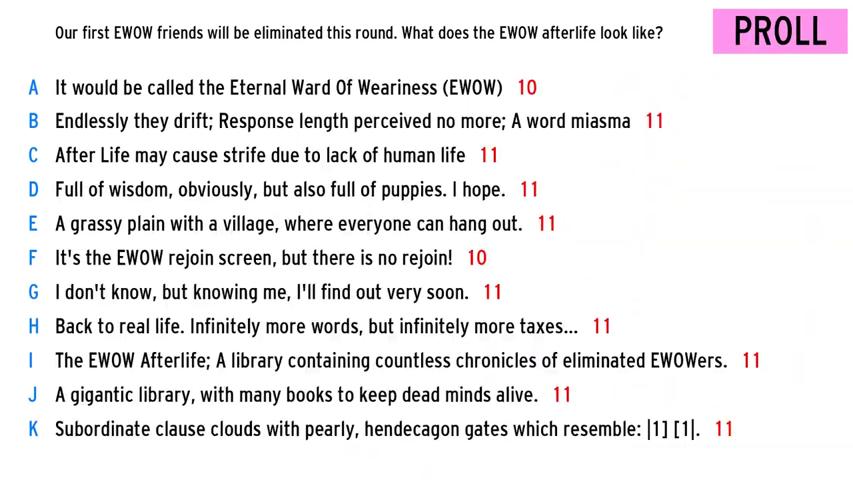 Our first EWOW friends will be eliminated this round. What does the EWOW afterlife look like?
PROLL
A It would be called the Eternal Ward Of Weariness (EWOW) 10
B Endlessly they drift; Response length perceived no more; A word miasma 11
C After Life may cause strife due to lack of human life 11
D Full of wisdom, obviously, but also full of puppies. I hope. 11
E A grassy plain with a village, where everyone can hang out. 11
F It's the EWOW rejoin screen, but there is no rejoin! 10
G I don't know, but knowing me, I'll find out very soon. 11
H Back to real life. Infinitely more words, but infinitely more taxes... 11
I The EWOW Afterlife; A library containing countless chronicles of eliminated EWOWers. 11
J A gigantic library, with many books to keep dead minds alive. 11
K Subordinate clause clouds with pearly, hendecagon gates which resemble: |1] [1|. 11